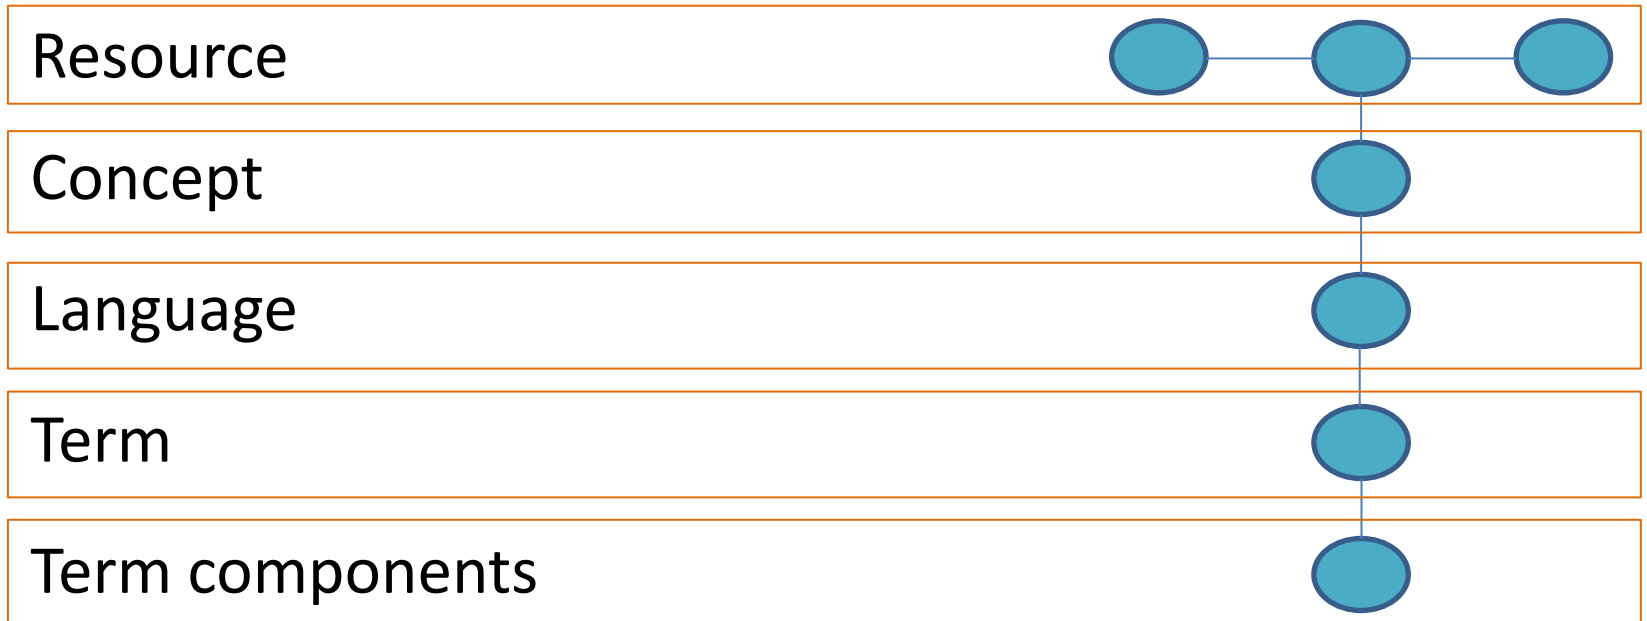 Resource
Concept
Language
Term
Term components